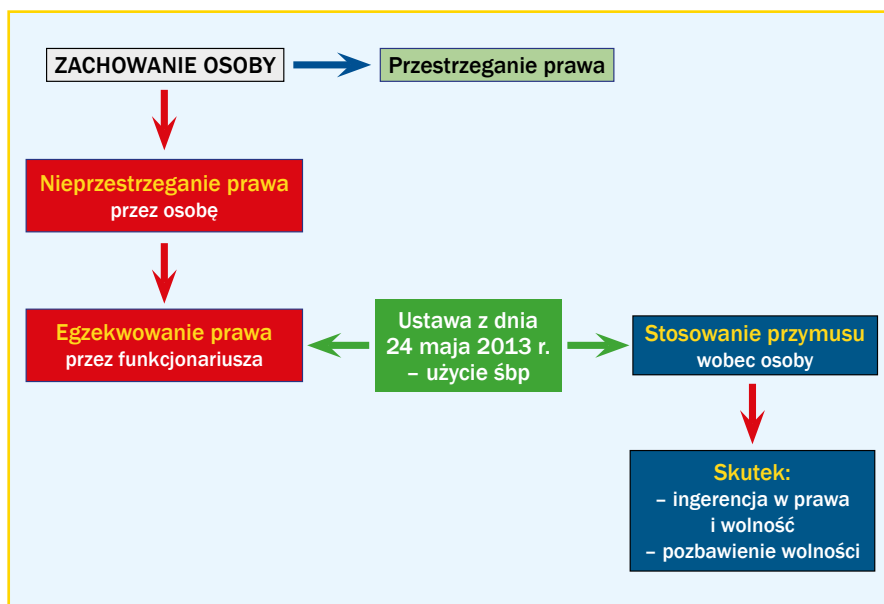 ZACHOWANIE OSOBY
Przestrzeganie prawa
Nieprzestrzeganie prawa
przez osobę
Egzekwowanie prawa
przez funkcjonariusza
Ustawa z dnia
24 maja 2013 r.
– użycie śbp
Stosowanie przymusu
wobec osoby
Skutek:
– ingerencja w prawa
i wolność
– pozbawienie wolności